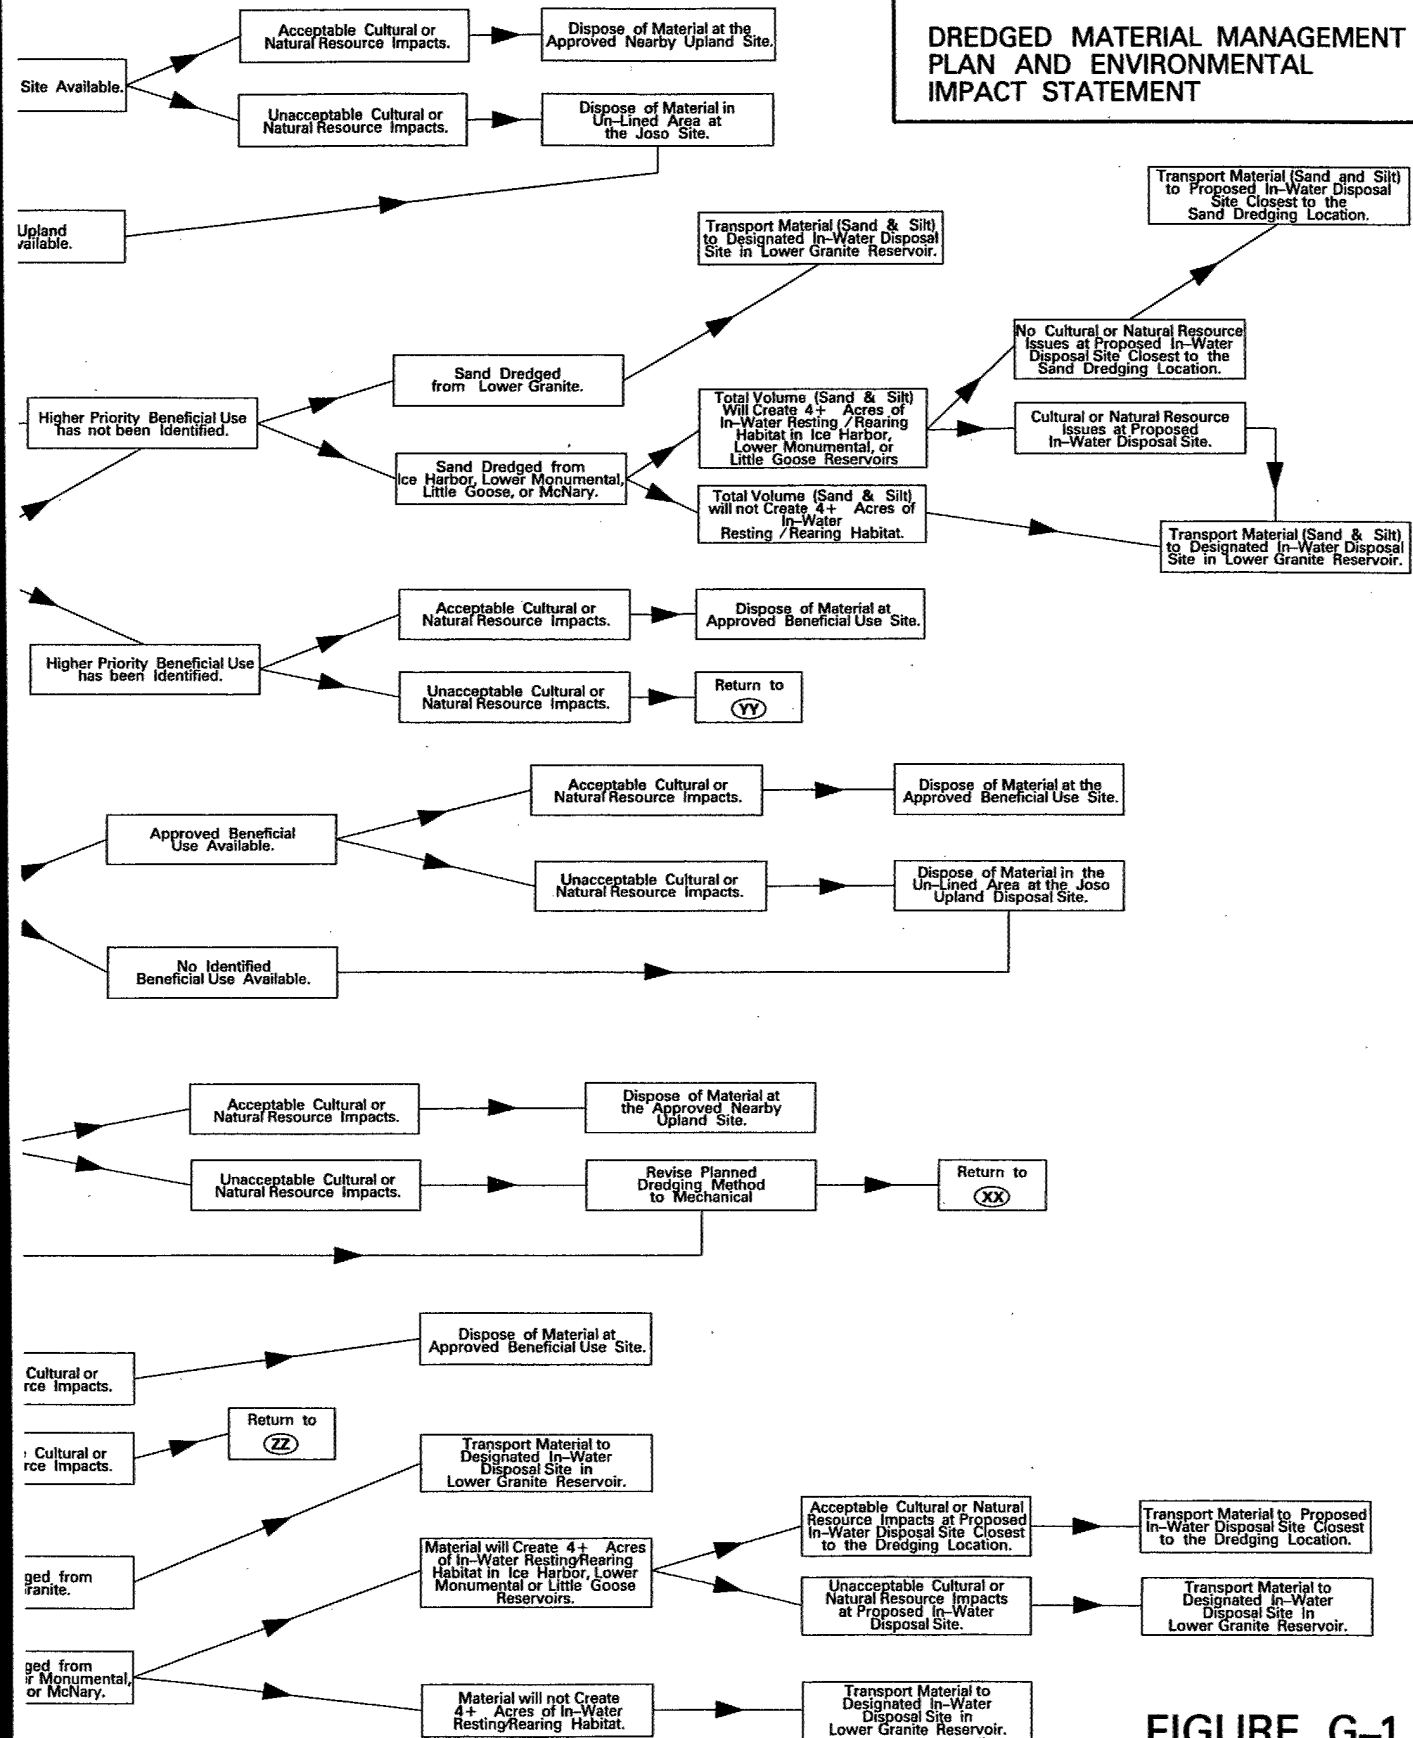 DREDGED MATERIAL MANAGEMENT
PLAN AND ENVIRONMENTAL
IMPACT STATEMENT
Acceptable Cultural or
Natural Resource Impacts.
Dispose of Material at the
Approved Nearby Upland Site.
Site Available.
Unacceptable Cultural or
Natural Resource Impacts.
Dispose of Material in
Un-Lined Area at
the Joso Site.
Upland
vailable.
Transport Material (Sand and Silt)
to Proposed In-Water Disposal
Site Closest to the
Sand Dredging Location.
Transport Material (Sand & Silt)
to Designated In-Water Disposal
Site in Lower Granite Reservoir.
No Cultural or Natural Resource
Issues at Proposed In-Water
Disposal Site Closest to the
Sand Dredging Location.
Sand Dredged
from Lower Granite.
Higher Priority Beneficial Use
has not been Identified.
Total Volume (Sand & Silt)
Will Create 4+ Acres of
In-Water Resting /Rearing
Habitat in Ice Harbor,
Lower Monumental, or
Little Goose Reservoirs
Cultural or Natural Resource
Issues at Proposed
In-Water Disposal Site.
Sand Dredged from
Ice Harbor, Lower Monumental,
Little Goose, or McNary.
Total Volume (Sand & Silt)
will not Create 4+ Acres of
In-Water
Resting /Rearing Habitat.
Transport Material (Sand & Silt)
to Designated In-Water Disposal
Site in Lower Granite Reservoir.
Acceptable Cultural or
Natural Resource Impacts.
Dispose of Material at
Approved Beneficial Use Site.
Higher Priority Beneficial Use
has been Identified.
Unacceptable Cultural or
Natural Resource Impacts.
Return to
YY
Acceptable Cultural or
Natural Resource Impacts.
Dispose of Material at the
Approved Beneficial Use Site.
Approved Beneficial
Use Available.
Unacceptable Cultural or
Natural Resource Impacts.
Dispose of Material in the
Un-Lined Area at the Joso
Upland Disposal Site.
No Identified
Beneficial Use Available.
Acceptable Cultural or
Natural Resource Impacts.
Dispose of Material at
the Approved Nearby
Upland Site.
Unacceptable Cultural or
Natural Resource Impacts.
Revise Planned
Dredging Method
to Mechanical
Return to
XX
Dispose of Material at
Approved Beneficial Use Site.
Cultural or
rce Impacts.
Return to
ZZ
Cultural or
rce Impacts.
Transport Material to
Designated In-Water
Disposal Site in
Lower Granite Reservoir.
ged from
ranite.
Material will Create 4+ Acres
of In-Water Resting/Rearing
Habitat in Ice Harbor, Lower
Monumental or Little Goose
Reservoirs.
Acceptable Cultural or Natural
Resource Impacts at Proposed
In-Water Disposal Site Closest
to the Dredging Location.
Transport Material to Proposed
In-Water Disposal Site Closest
to the Dredging Location.
Unacceptable Cultural or
Natural Resource Impacts
at Proposed In-Water
Disposal Site.
Transport Material to
Designated In-Water
Disposal Site In
Lower Granite Reservoir.
ged from
r Monumental,
or McNary.
Material will not Create
4+ Acres of In-Water
Resting/Rearing Habitat.
Transport Material to
Designated In-Water
Disposal Site in
Lower Granite Reservoir.
FIGURE G-1